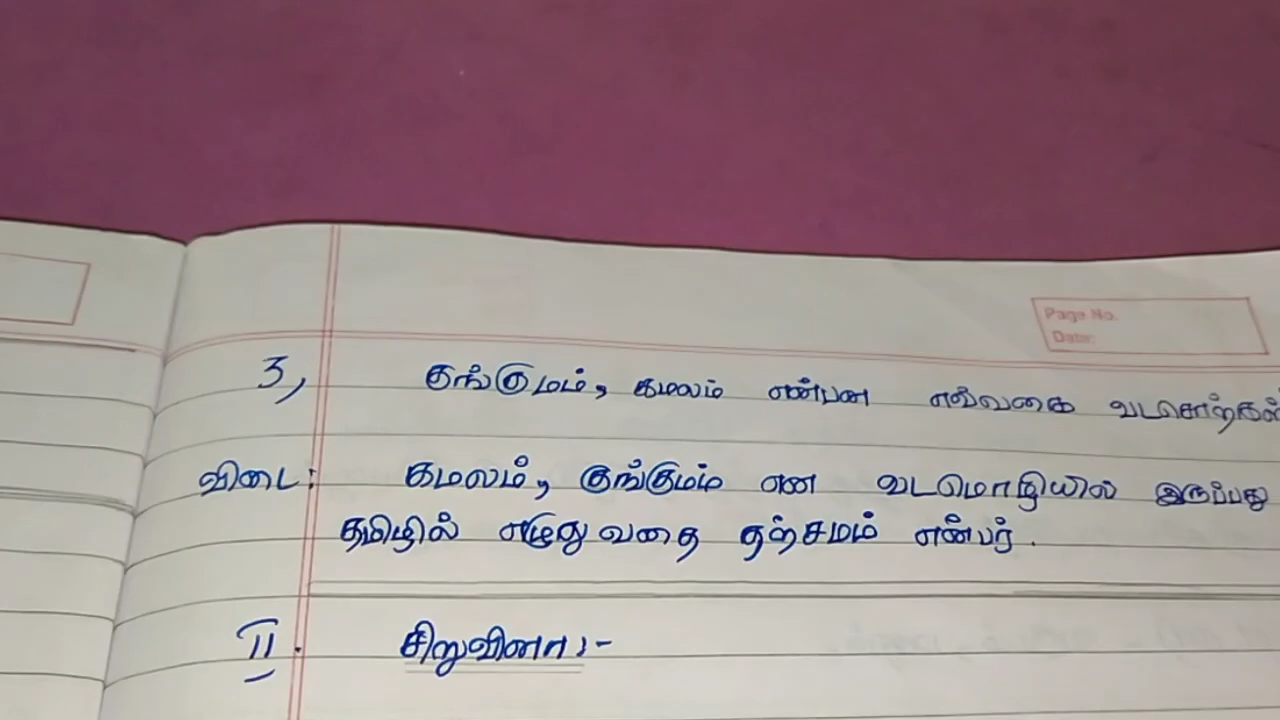 Page No.
Date:
3, குங்குமம், கமலம் என்பன எவ்வகை வடசொற்கள்
விடை: கமலம், குங்குமம் என வடமொழியில் இருப்பது
தமிழில் எழுதுவதை தற்சமம் என்பர்.
II. சிறுவினா :-